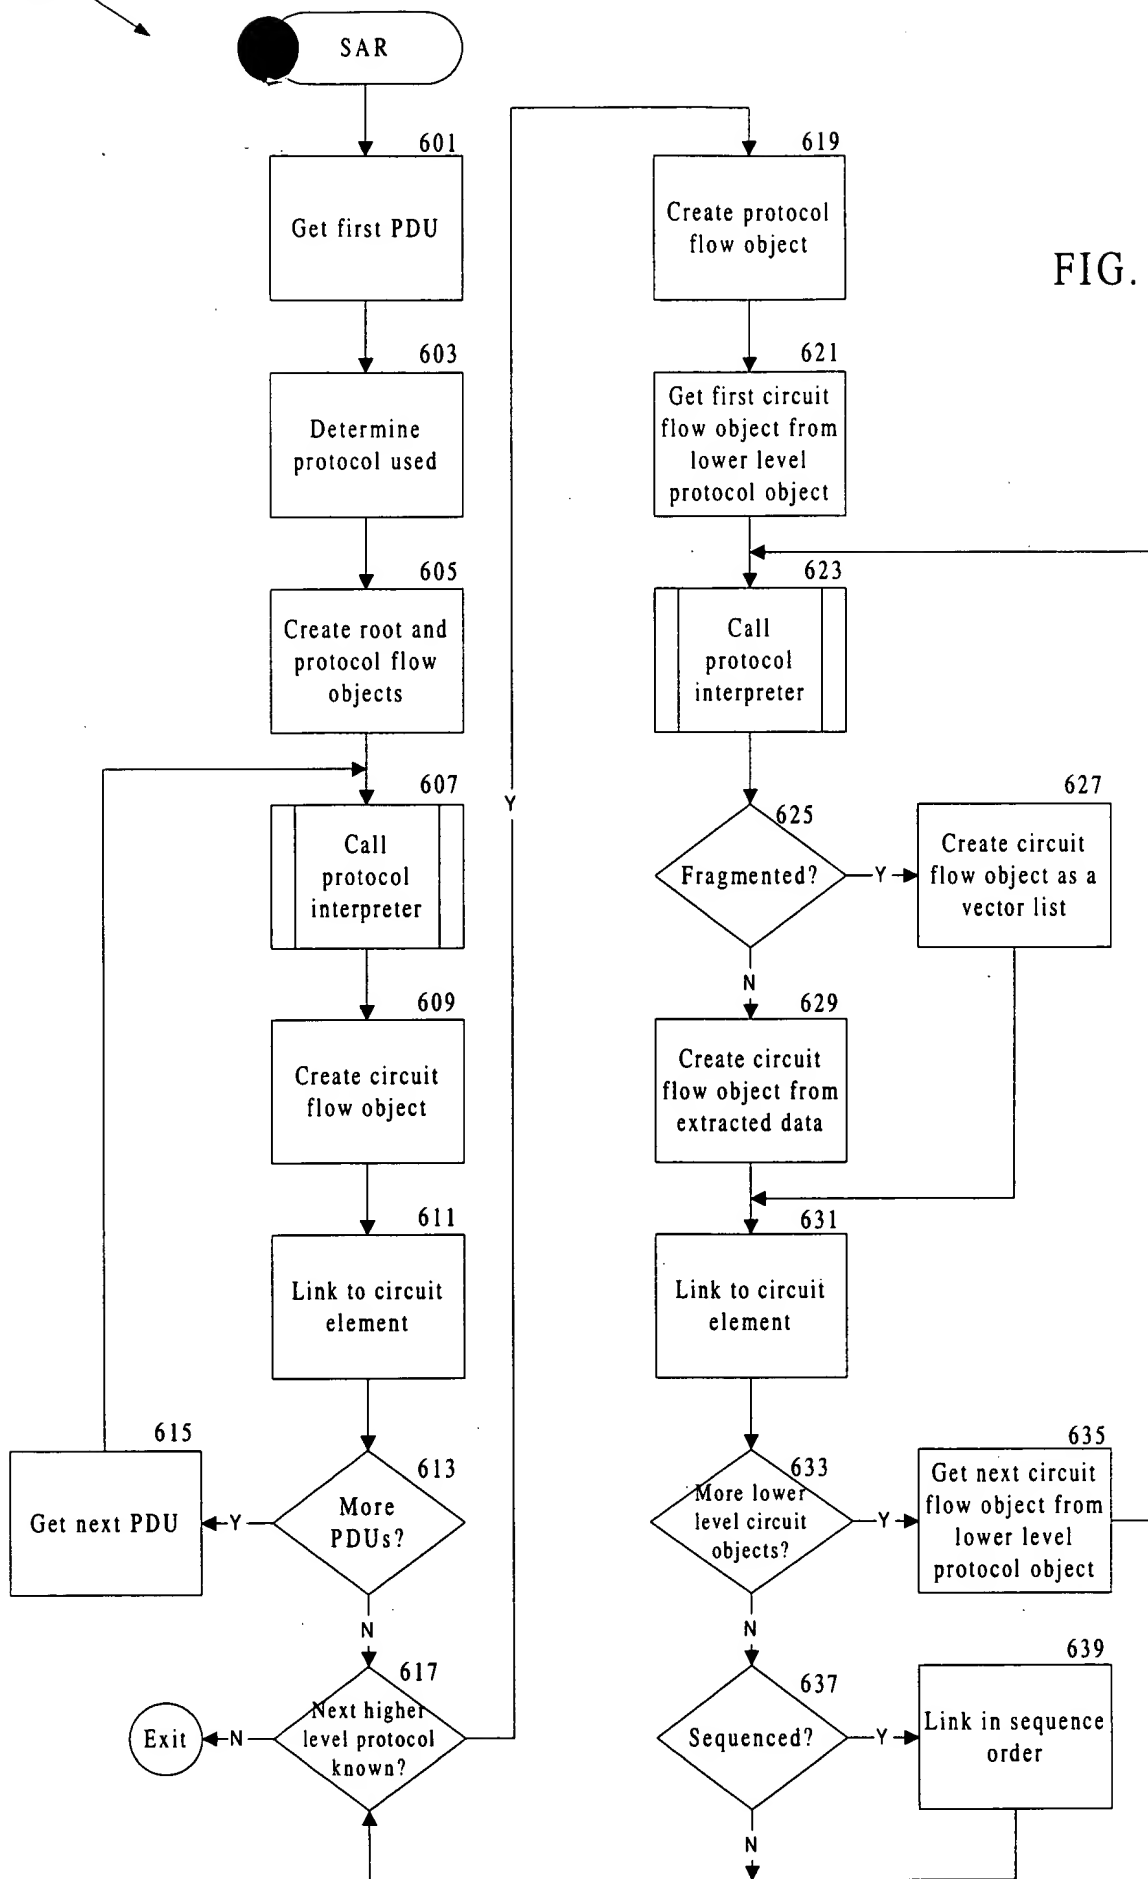 SAR
601
Get first PDU
603
Determine
protocol used
605
Create root and
protocol flow
objects
607
Call
protocol
interpreter
609
Create circuit
flow object
611
Link to circuit
element
613
More
PDUs?
Y
615
Get next PDU
N
617
Next higher
level protocol
known?
N
Exit
Y
619
Create protocol
flow object
FIG.
621
Get first circuit
flow object from
lower level
protocol object
623
Call
protocol
interpreter
625
Fragmented?
Y
627
Create circuit
flow object as a
vector list
N
629
Create circuit
flow object from
extracted data
631
Link to circuit
element
633
More lower
level circuit
objects?
Y
635
Get next circuit
flow object from
lower level
protocol object
N
637
Sequenced?
Y
639
Link in sequence
order
N